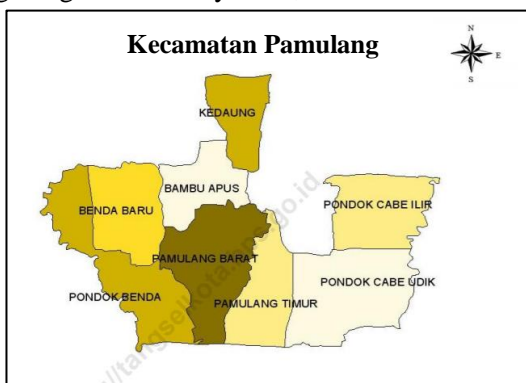 Kecamatan Pamulang
N
E
S
KEDAUNG
BAMBU APUS
BENDA BARU
PONDOK CABE ILIR
PAMULANG BARAT
PONDOK CABE UDIK
PONDOK BENDA
PAMULANG TIMUR